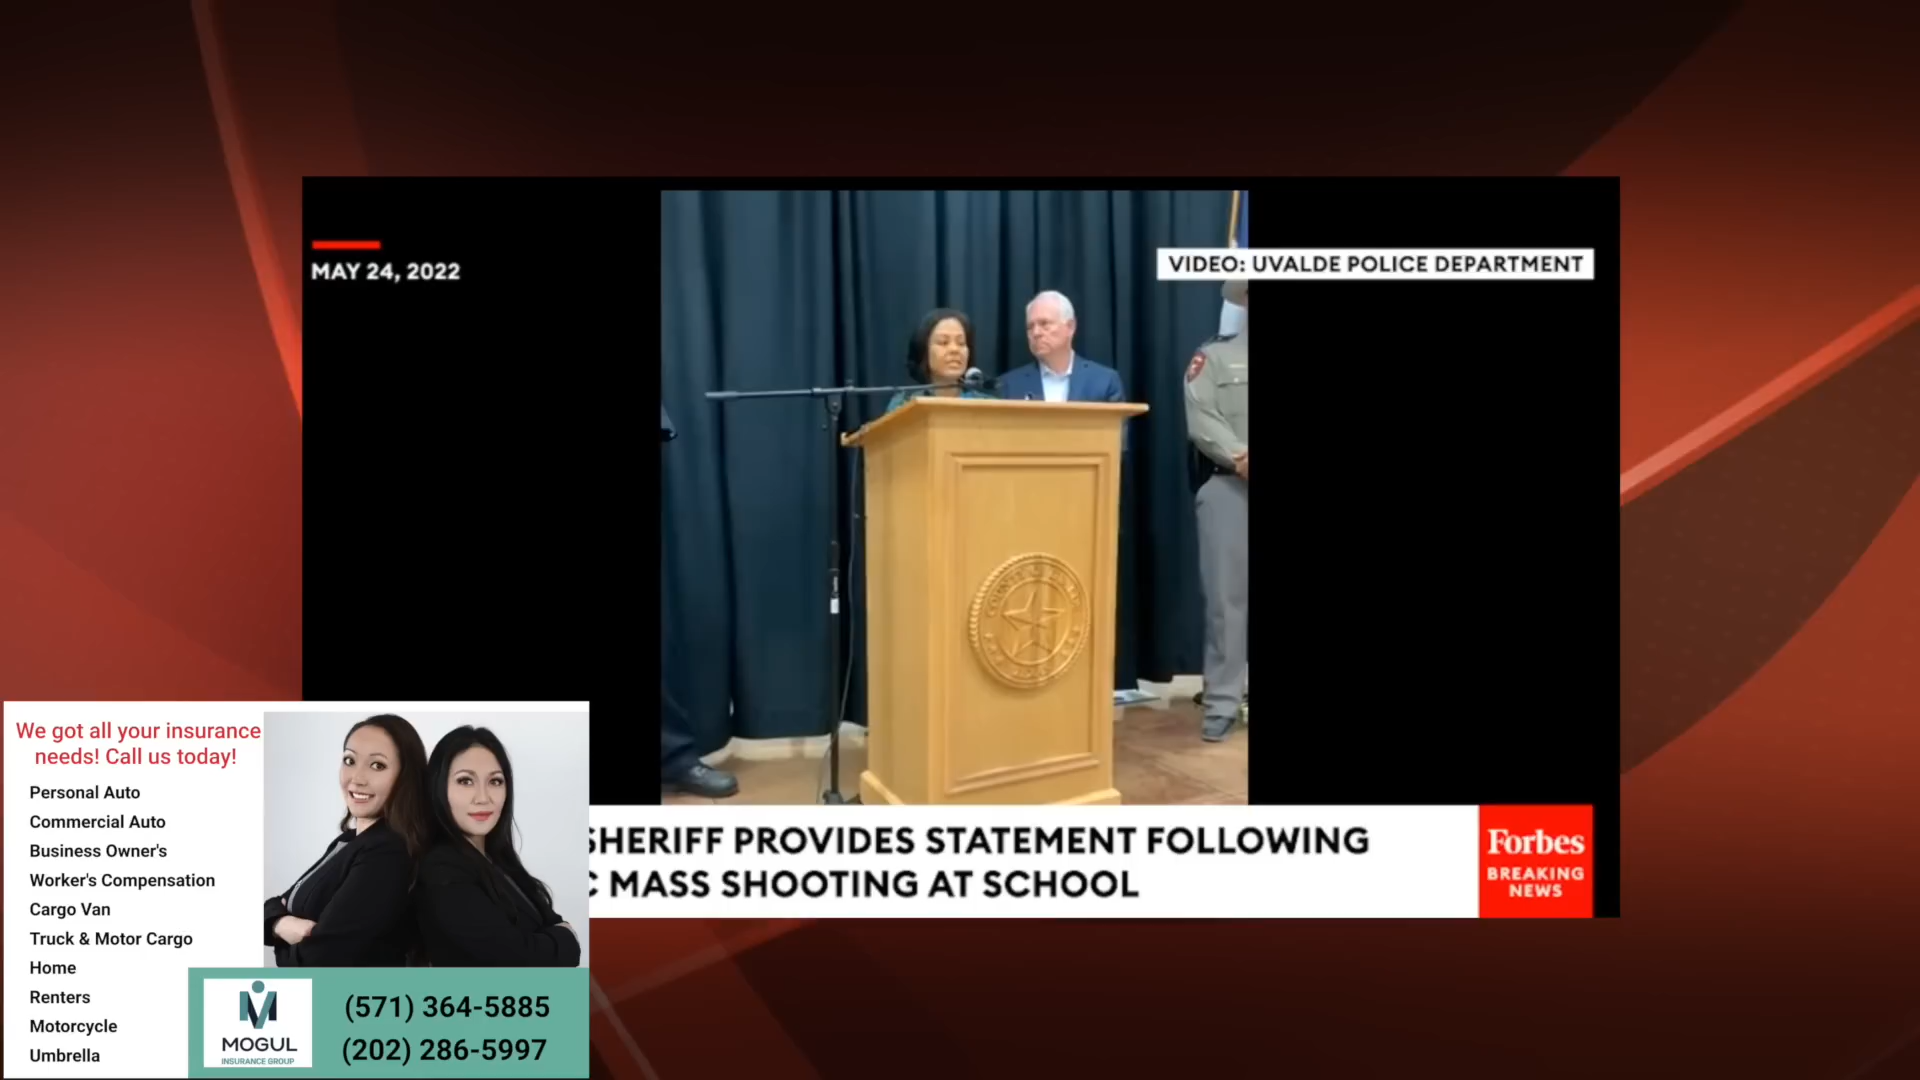 MAY 24, 2022
VIDEO: UVALDE POLICE DEPARTMENT
SHERIFF PROVIDES STATEMENT FOLLOWING
C MASS SHOOTING AT SCHOOL
Forbes
BREAKING
NEWS
We got all your insurance
needs! Call us today!
Personal Auto
Commercial Auto
Business Owner's
Worker's Compensation
Cargo Van
Truck & Motor Cargo
Home
Renters
Motorcycle
Umbrella
MOGUL
INSURANCE GROUP
(571) 364-5885
(202) 286-5997